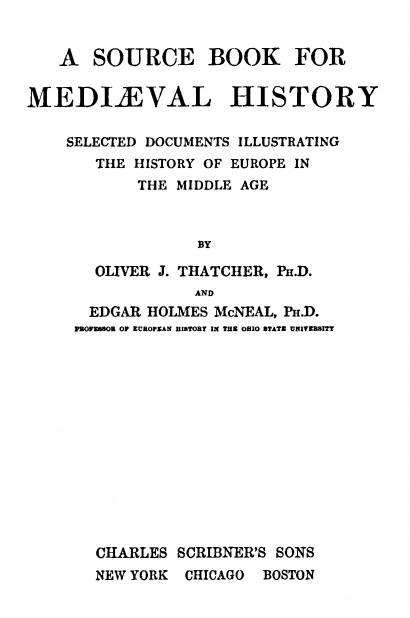 A SOURCE BOOK FOR
MEDIÆVAL HISTORY
SELECTED DOCUMENTS ILLUSTRATING
THE HISTORY OF EUROPE IN
THE MIDDLE AGE
BY
OLIVER J. THATCHER, Ph.D.
AND
EDGAR HOLMES McNEAL, Ph.D.
PROFESSOR OF EUROPEAN HISTORY IN THE OHIO STATE UNIVERSITY
CHARLES SCRIBNER'S SONS
NEW YORK CHICAGO BOSTON